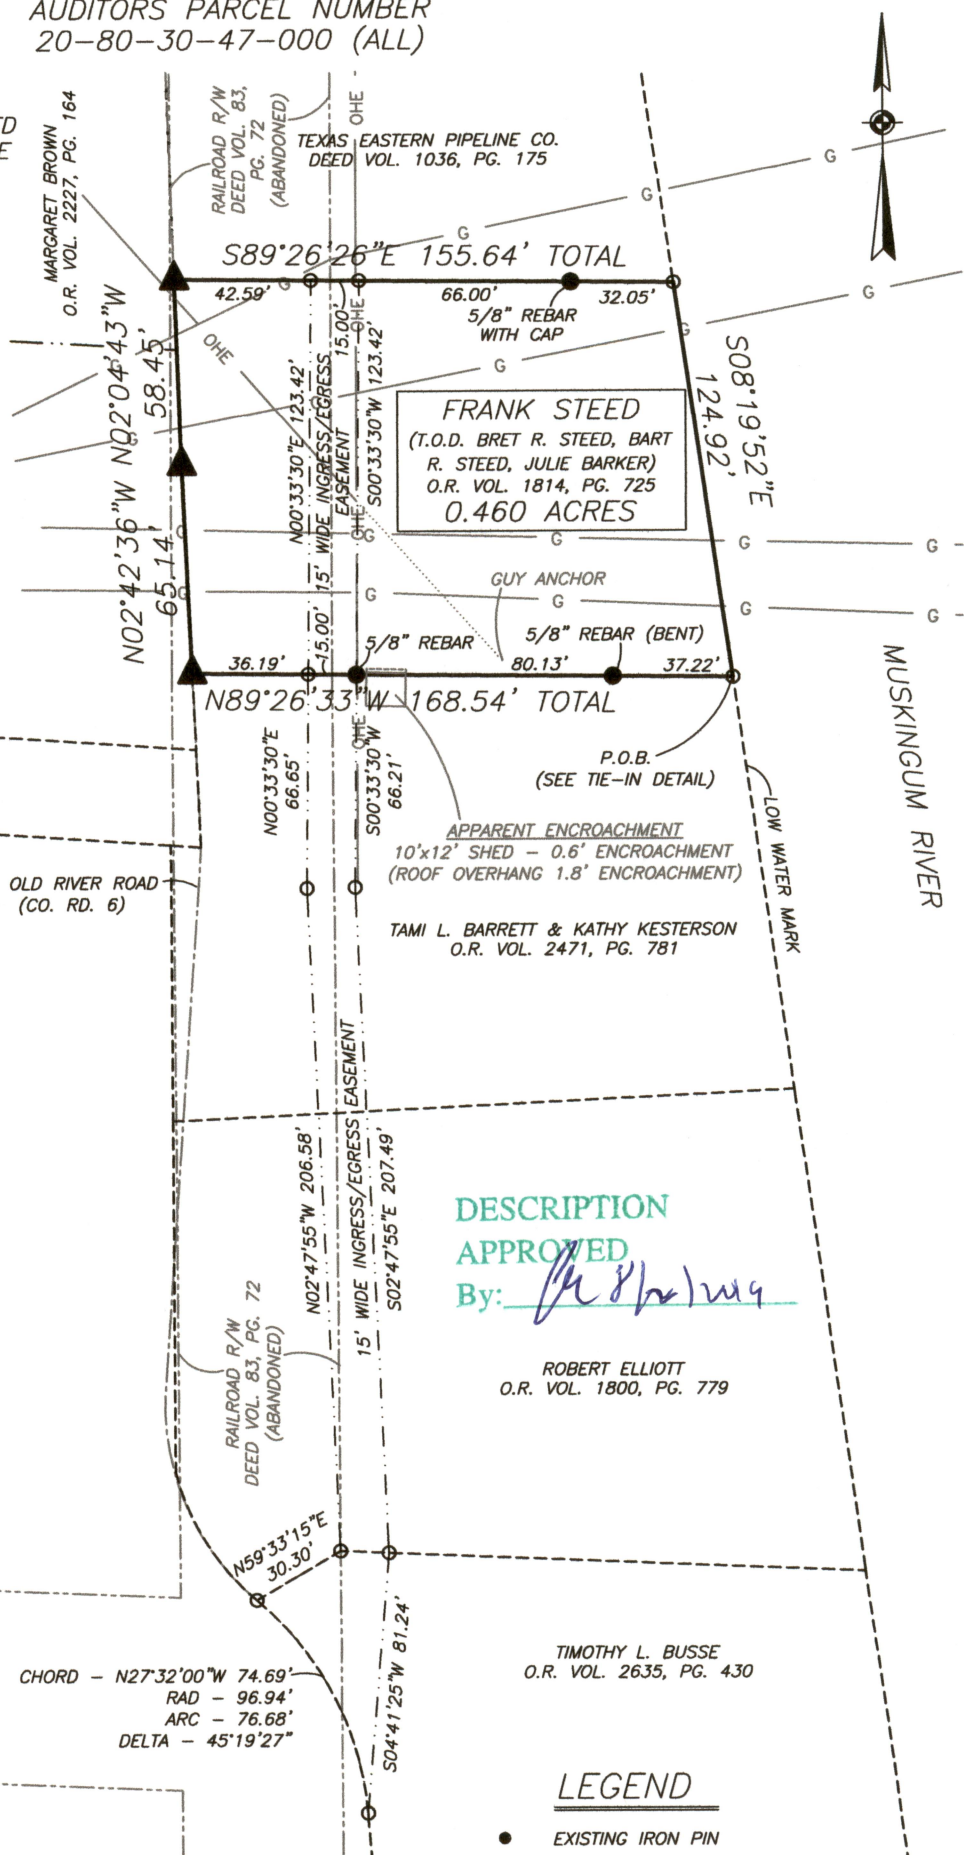 AUDITORS PARCEL NUMBER
20-80-30-47-000 (ALL)
MARGARET BROWN
O.R. VOL. 2227, PG. 164
RAILROAD R/W
DEED VOL. 83,
PG. 72
(ABANDONED)
OHE
TEXAS EASTERN PIPELINE CO.
DEED VOL. 1036, PG. 175
G
G
G
G
S89°26'26"E 155.64' TOTAL
42.59'
G
15.00'
66.00'
32.05'
5/8" REBAR
WITH CAP
OHE
OHE
G
G
G
G
G
N02°04'43"W
58.45'
N02°42'36"W
65.14'
N00°33'30"E 123.42'
15' WIDE INGRESS/EGRESS
EASEMENT
S00°33'30"W 123.42'
S08°19'52"E
124.92'
FRANK STEED
(T.O.D. BRET R. STEED, BART
R. STEED, JULIE BARKER)
O.R. VOL. 1814, PG. 725
0.460 ACRES
OHE
G
G
G
G
G
G
G
G
G
G
GUY ANCHOR
15.00'
5/8" REBAR
5/8" REBAR (BENT)
36.19'
80.13'
37.22'
N89°26'33"W 168.54' TOTAL
MUSKINGUM RIVER
N00°33'30"E
66.65'
OHE
S00°33'30"W
66.21'
P.O.B.
(SEE TIE-IN DETAIL)
LOW WATER MARK
APPARENT ENCROACHMENT
10'x12' SHED - 0.6' ENCROACHMENT
(ROOF OVERHANG 1.8' ENCROACHMENT)
OLD RIVER ROAD
(CO. RD. 6)
TAMI L. BARRETT & KATHY KESTERSON
O.R. VOL. 2471, PG. 781
N02°47'55"W 206.58'
15' WIDE INGRESS/EGRESS EASEMENT
S02°47'55"E 207.49'
DESCRIPTION
APPROVED
By:
RAILROAD R/W
DEED VOL. 83, PG. 72
(ABANDONED)
ROBERT ELLIOTT
O.R. VOL. 1800, PG. 779
N59°33'15"E
30.30'
S04°41'25"W 81.24'
CHORD - N27°32'00"W 74.69'
RAD - 96.94'
ARC - 76.68'
DELTA - 45°19'27"
TIMOTHY L. BUSSE
O.R. VOL. 2635, PG. 430
LEGEND
EXISTING IRON PIN